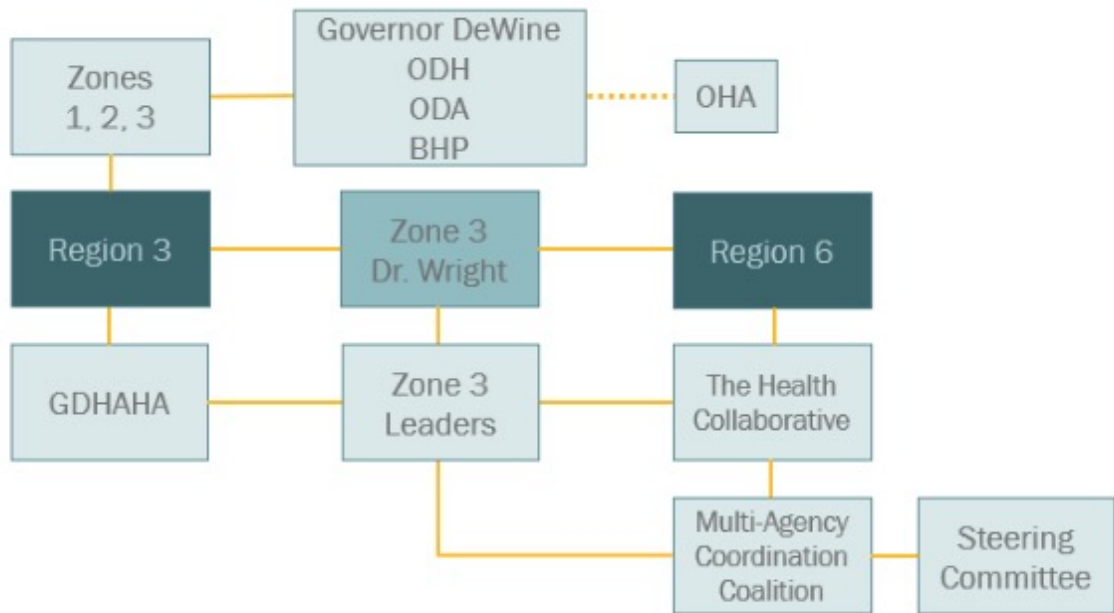 Zones
1, 2, 3
Governor DeWine
ODH
ODA
BHP
OHA
Region 3
Zone 3
Dr. Wright
Region 6
GDHAHA
Zone 3
Leaders
The Health
Collaborative
Multi-Agency
Coordination
Coalition
Steering
Committee